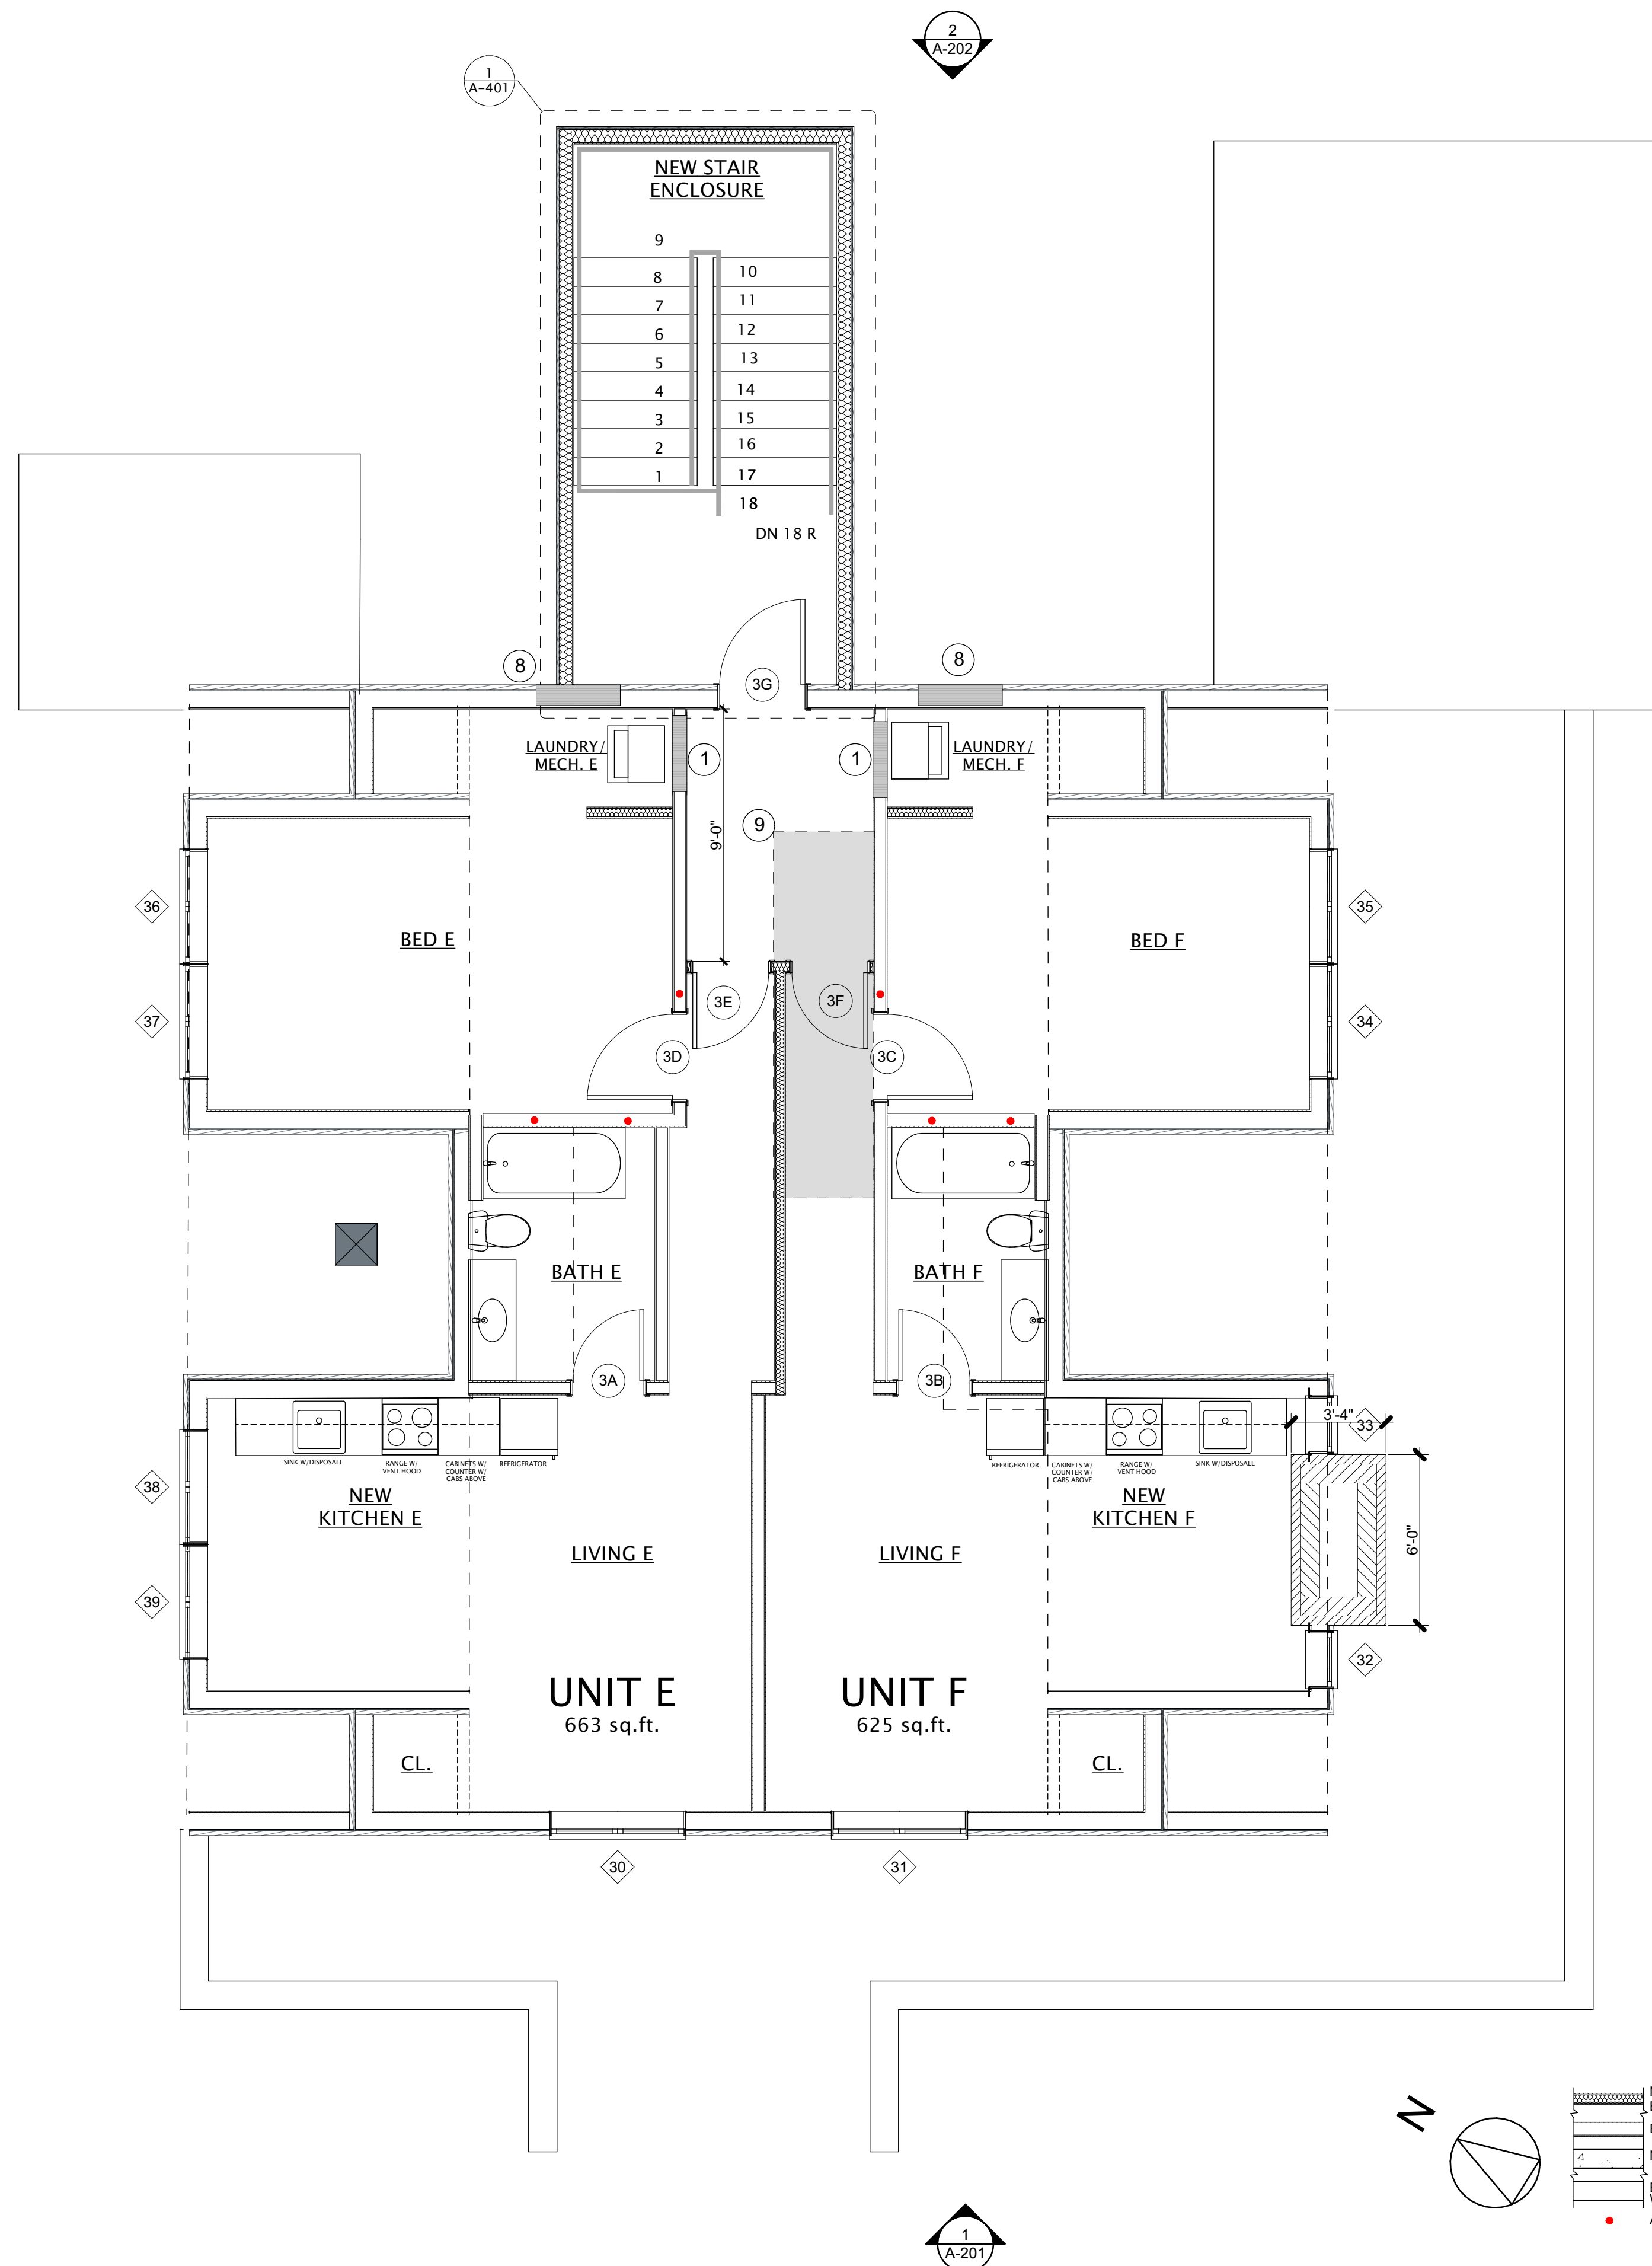 2
A-202
1
A-401
NEW STAIR
ENCLOSURE
9
8
10
7
11
6
12
5
13
4
14
3
15
2
16
1
17
18
DN 18 R
8
3G
8
LAUNDRY/
MECH. E
1
1
LAUNDRY/
MECH. F
9
9'-0"
36
35
BED E
BED F
3E
3F
37
34
3D
3C
BATH E
BATH F
3A
3B
3'-4"
33
SINK W/DISPOSALL
RANGE W/
VENT HOOD
CABINETS W/
COUNTER W/
CABS ABOVE
REFRIGERATOR
REFRIGERATOR
CABINETS W/
COUNTER W/
CABS ABOVE
RANGE W/
VENT HOOD
SINK W/DISPOSALL
38
NEW
KITCHEN E
NEW
KITCHEN F
6'-0"
LIVING E
LIVING F
39
32
UNIT E
663 sq.ft.
UNIT F
625 sq.ft.
CL.
CL.
30
31
N
1
A-201